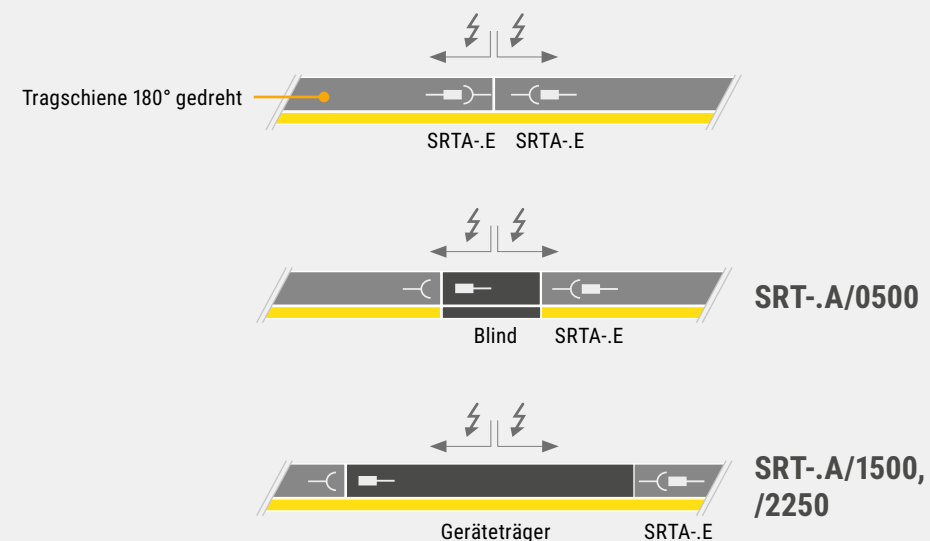 Tragschiene 180° gedreht
SRTA-.E SRTA-.E
SRT-.A/0500
Blind SRTA-.E
SRT-.A/1500,
/2250
Geräteträger SRTA-.E